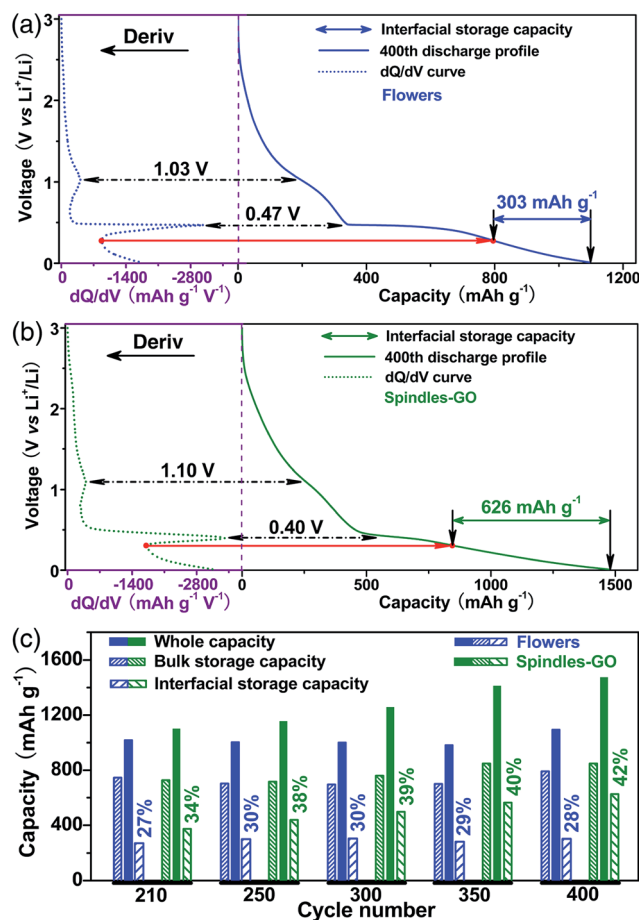 (a)
Deriv
Interfacial storage capacity
400th discharge profile
dQ/dV curve
Flowers
1.03 V
0.47 V
303 mAh g⁻¹
Voltage (V vs Li⁺/Li)
3
2
1
0
0 -1400 -2800 0 400 800 1200
dQ/dV (mAh g⁻¹ V⁻¹) Capacity (mAh g⁻¹)
(b)
Deriv
Interfacial storage capacity
400th discharge profile
dQ/dV curve
Spindles-GO
1.10 V
0.40 V
626 mAh g⁻¹
Voltage (V vs Li⁺/Li)
3
2
1
0
0 -1400 -2800 0 500 1000 1500
dQ/dV (mAh g⁻¹ V⁻¹) Capacity (mAh g⁻¹)
(c)
Whole capacity
Bulk storage capacity
Interfacial storage capacity
Flowers
Spindles-GO
Capacity (mAh g⁻¹)
1600
1200
800
400
0
27% 34% 30% 38% 30% 39% 29% 40% 28% 42%
210 250 300 350 400
Cycle number